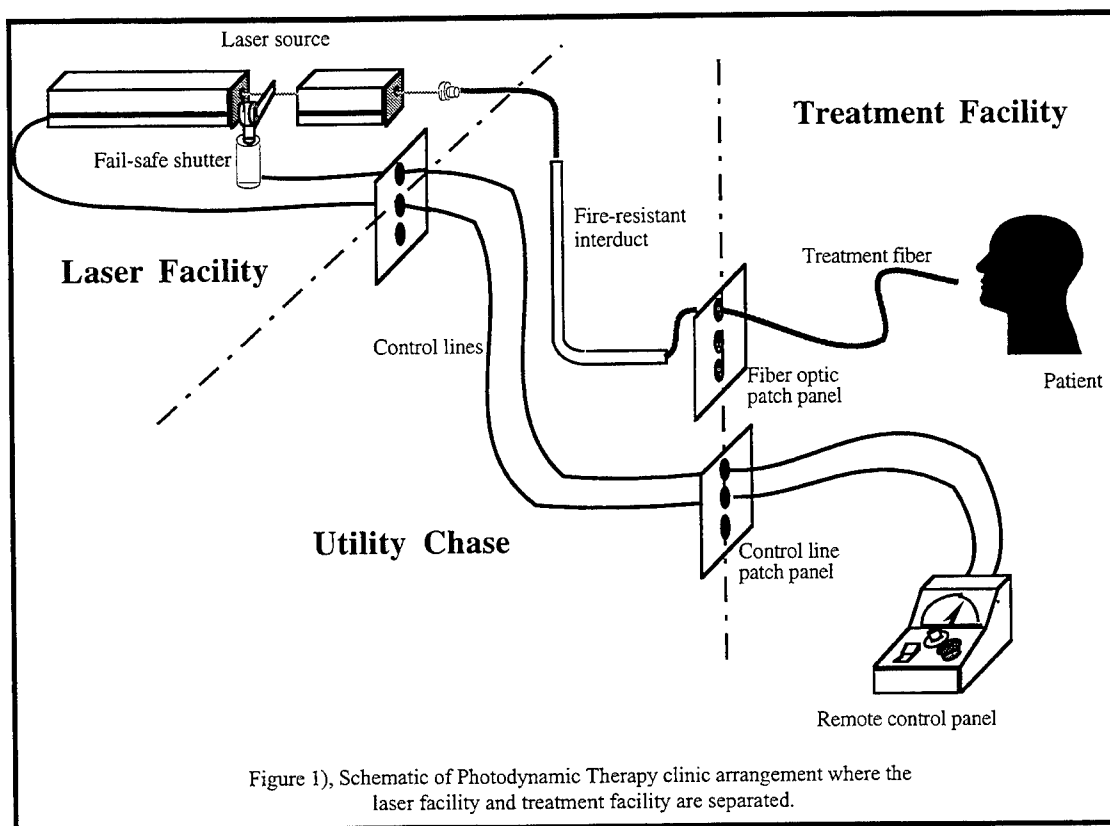 Laser source
Treatment Facility
Fail-safe shutter
Fire-resistant
interduct
Laser Facility
Treatment fiber
Control lines
Fiber optic
patch panel
Patient
Utility Chase
Control line
patch panel
Remote control panel
Figure 1), Schematic of Photodynamic Therapy clinic arrangement where the
laser facility and treatment facility are separated.